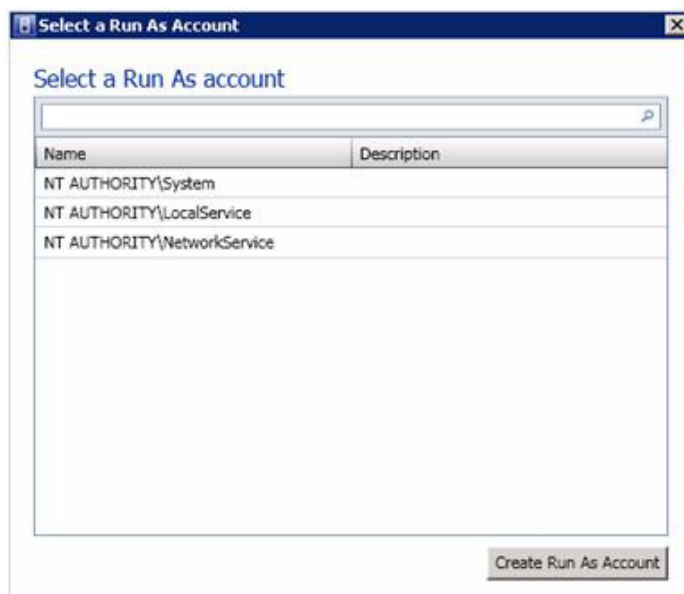 Select a Run As Account
Select a Run As account
Name Description
NT AUTHORITY\System
NT AUTHORITY\LocalService
NT AUTHORITY\NetworkService
Create Run As Account